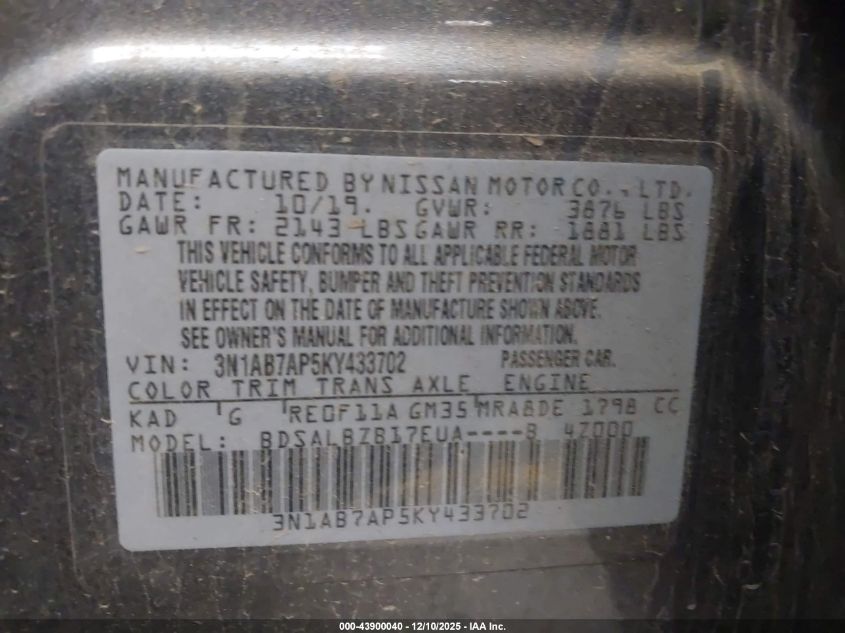 MANUFACTURED BY NISSAN MOTOR CO., LTD.
DATE: 10/19. GVWR: 3876 LBS
GAWR FR: 2143 LBS GAWR RR: 1881 LBS
THIS VEHICLE CONFORMS TO ALL APPLICABLE FEDERAL MOTOR
VEHICLE SAFETY, BUMPER AND THEFT PREVENTION STANDARDS
IN EFFECT ON THE DATE OF MANUFACTURE SHOWN ABOVE.
SEE OWNER'S MANUAL FOR ADDITIONAL INFORMATION.
VIN: 3N1AB7AP5KY433702 PASSENGER CAR.
COLOR TRIM TRANS AXLE ENGINE
KAD G RE0F11A GM35 MRA8DE 1798 CC
MODEL: BDSALBZB17EUA----B 4Z000
3N1AB7AP5KY433702
000-43900040 - 12/10/2025 - IAA Inc.